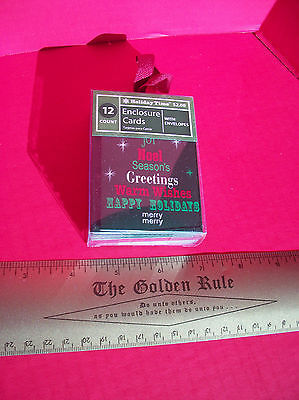 Holiday Time $2.00
12
COUNT
Enclosure
Cards
WITH
ENVELOPES
JOY
Noel
Season's
Greetings
Warm Wishes
HAPPY HOLIDAYS
merry
merry
The Golden Rule
Do unto others,
as you would have them do unto you.